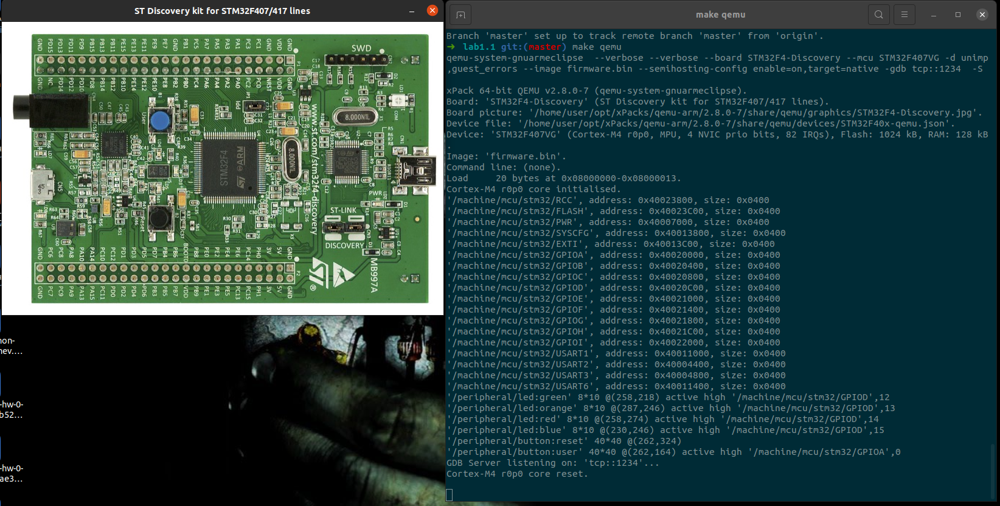 ST Discovery kit for STM32F407/417 lines
make qemu
GND PD15 PD13 PD11 PD9 PB15 PB13 PB11 PE15 PE13 PE11 PE9 PE7 GND PB1 PC5 PA7 PA5 PA3 PA1 PC3 PC1 GND VDD GND
SWD
GND NC PD14 PD12 PD10 PD8 PB14 PB12 PB10 PE14 PE12 PE10 PE8 PB2 PB0 PC4 PA6 PA4 PA2 PA0 PC2 PC0 NRST VDD GND
User
Idd
8.000N1L
8.000N1L
STM32F4
ARM
www.st.com/stm32f4-discovery
PWR
COM
ST-LINK
DISCOVERY
Reset
MB997A
GND PC6 PC8 PA8 PA10 PA14 PC10 PC12 PD1 PD3 PD5 PD7 PB4 PB6 BOOT0 PB8 PE0 PE2 PE4 PE6 PC14 PH0 3V 5V GND
GND PC7 PC9 PA9 PA13 PA15 PC11 PD0 PD2 PD4 PD6 PB3 PB5 PB7 VDD PB9 PE1 PE3 PE5 PC13 PC15 PH1 3V 5V GND
non-
nev....
-hw-0-
b52...
-hw-0-
ae3...
Branch 'master' set up to track remote branch 'master' from 'origin'.
➜ lab1.1 git:(master) make qemu
qemu-system-gnuarmeclipse --verbose --verbose --board STM32F4-Discovery --mcu STM32F407VG -d unimp
,guest_errors --image firmware.bin --semihosting-config enable=on,target=native -gdb tcp::1234 -S
xPack 64-bit QEMU v2.8.0-7 (qemu-system-gnuarmeclipse).
Board: 'STM32F4-Discovery' (ST Discovery kit for STM32F407/417 lines).
Board picture: '/home/user/opt/xPacks/qemu-arm/2.8.0-7/share/qemu/graphics/STM32F4-Discovery.jpg'.
Device file: '/home/user/opt/xPacks/qemu-arm/2.8.0-7/share/qemu/devices/STM32F40x-qemu.json'.
Device: 'STM32F407VG' (Cortex-M4 r0p0, MPU, 4 NVIC prio bits, 82 IRQs), Flash: 1024 kB, RAM: 128 kB
.
Image: 'firmware.bin'.
Command line: (none).
Load     20 bytes at 0x08000000-0x08000013.
Cortex-M4 r0p0 core initialised.
'/machine/mcu/stm32/RCC', address: 0x40023800, size: 0x0400
'/machine/mcu/stm32/FLASH', address: 0x40023C00, size: 0x0400
'/machine/mcu/stm32/PWR', address: 0x40007000, size: 0x0400
'/machine/mcu/stm32/SYSCFG', address: 0x40013800, size: 0x0400
'/machine/mcu/stm32/EXTI', address: 0x40013C00, size: 0x0400
'/machine/mcu/stm32/GPIOA', address: 0x40020000, size: 0x0400
'/machine/mcu/stm32/GPIOB', address: 0x40020400, size: 0x0400
'/machine/mcu/stm32/GPIOC', address: 0x40020800, size: 0x0400
'/machine/mcu/stm32/GPIOD', address: 0x40020C00, size: 0x0400
'/machine/mcu/stm32/GPIOE', address: 0x40021000, size: 0x0400
'/machine/mcu/stm32/GPIOF', address: 0x40021400, size: 0x0400
'/machine/mcu/stm32/GPIOG', address: 0x40021800, size: 0x0400
'/machine/mcu/stm32/GPIOH', address: 0x40021C00, size: 0x0400
'/machine/mcu/stm32/GPIOI', address: 0x40022000, size: 0x0400
'/machine/mcu/stm32/USART1', address: 0x40011000, size: 0x0400
'/machine/mcu/stm32/USART2', address: 0x40004400, size: 0x0400
'/machine/mcu/stm32/USART3', address: 0x40004800, size: 0x0400
'/machine/mcu/stm32/USART6', address: 0x40011400, size: 0x0400
'/peripheral/led:green' 8*10 @(258,218) active high '/machine/mcu/stm32/GPIOD',12
'/peripheral/led:orange' 8*10 @(287,246) active high '/machine/mcu/stm32/GPIOD',13
'/peripheral/led:red' 8*10 @(258,274) active high '/machine/mcu/stm32/GPIOD',14
'/peripheral/led:blue' 8*10 @(230,246) active high '/machine/mcu/stm32/GPIOD',15
'/peripheral/button:reset' 40*40 @(262,324)
'/peripheral/button:user' 40*40 @(262,164) active high '/machine/mcu/stm32/GPIOA',0
GDB Server listening on: 'tcp::1234'...
Cortex-M4 r0p0 core reset.